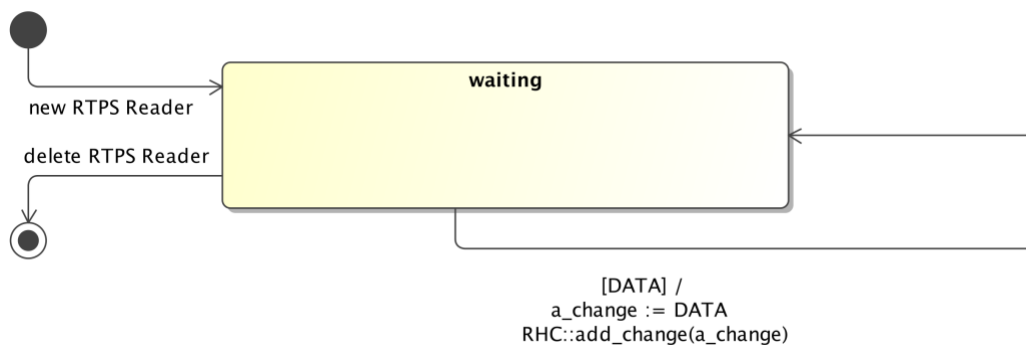 waiting
new RTPS Reader
delete RTPS Reader
[DATA] /
a_change := DATA
RHC::add_change(a_change)